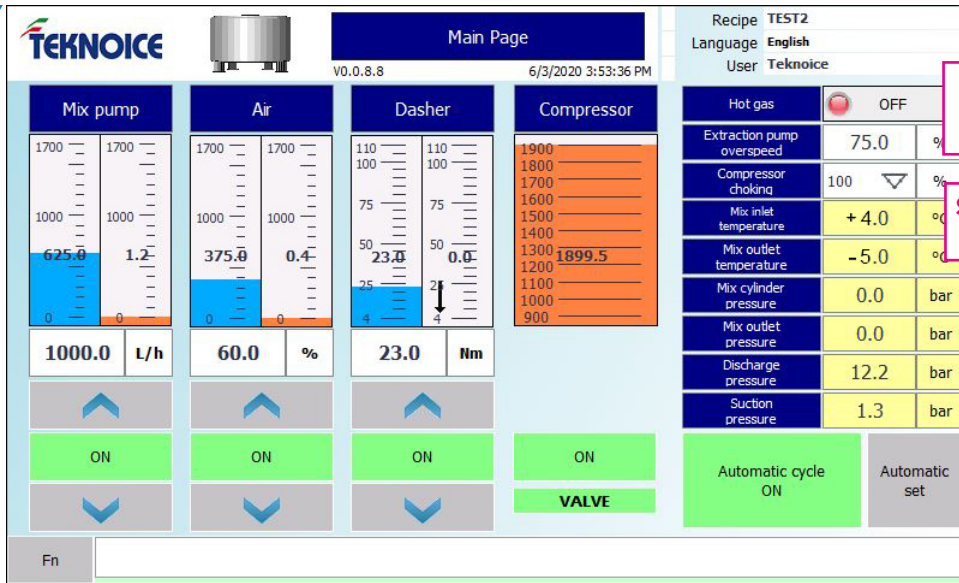 TEKNOICE
Main Page
V0.0.8.8
6/3/2020 3:53:36 PM
Recipe TEST2
Language English
User Teknoice
Mix pump
1700
1700
1000
1000
625.0
1.2
0
0
1000.0 L/h
ON
Air
1700
1700
1000
1000
375.0
0.4
0
0
60.0 %
ON
Dasher
110
110
100
100
75
75
50
50
23.0
0.0
25
25
4
4
23.0 Nm
ON
Compressor
1900
1800
1700
1600
1500
1400
1300
1899.5
1200
1100
1000
900
ON
VALVE
Hot gas OFF
Extraction pump
overspeed
75.0 %
Compressor
choking
100 %
Mix inlet
temperature
+4.0 °C
Mix outlet
temperature
-5.0 °C
Mix cylinder
pressure
0.0 bar
Mix outlet
pressure
0.0 bar
Discharge
pressure
12.2 bar
Suction
pressure
1.3 bar
Automatic cycle
ON
Automatic
set
Fn